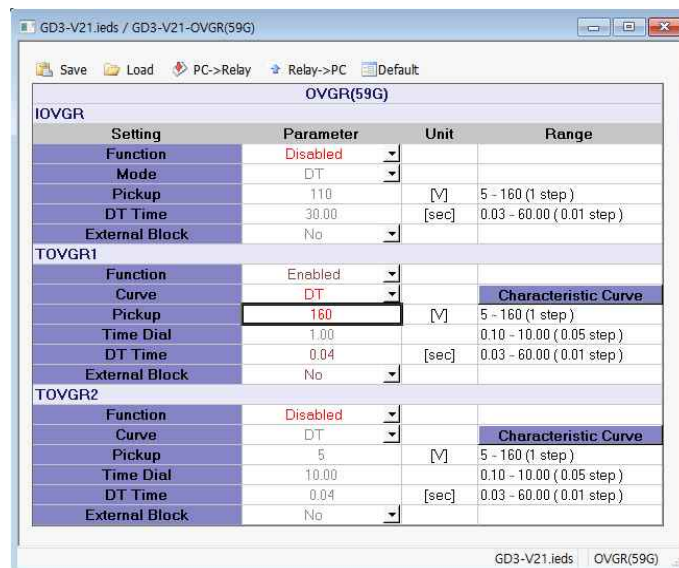 GD3-V21.ieds / GD3-V21-OVGR(59G)
Save Load PC->Relay Relay->PC Default
OVGR(59G)
IOVGR
Setting Parameter Unit Range
Function Disabled
Mode DT
Pickup 110 [V] 5 - 160 (1 step )
DT Time 30.00 [sec] 0.03 - 60.00 ( 0.01 step )
External Block No
TOVGR1
Function Enabled
Curve DT Characteristic Curve
Pickup 160 [V] 5 - 160 (1 step )
Time Dial 1.00 0.10 - 10.00 ( 0.05 step )
DT Time 0.04 [sec] 0.03 - 60.00 ( 0.01 step )
External Block No
TOVGR2
Function Disabled
Curve DT Characteristic Curve
Pickup 5 [V] 5 - 160 (1 step )
Time Dial 10.00 0.10 - 10.00 ( 0.05 step )
DT Time 0.04 [sec] 0.03 - 60.00 ( 0.01 step )
External Block No
GD3-V21.ieds OVGR(59G)